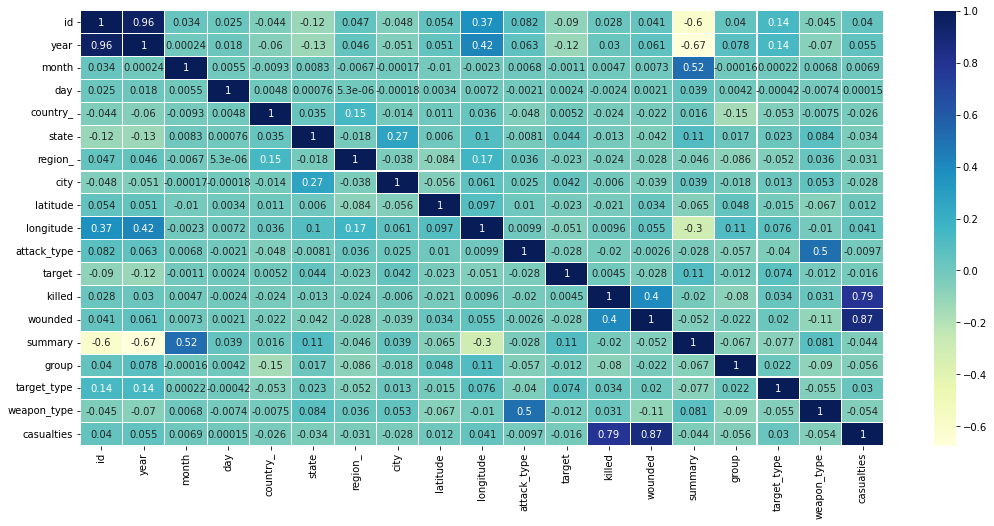 id 1 0.96 0.034 0.025 -0.044 -0.12 0.047 -0.048 0.054 0.37 0.082 -0.09 0.028 0.041 -0.6 0.04 0.14 -0.045 0.04
year 0.96 1 0.00024 0.018 -0.06 -0.13 0.046 -0.051 0.051 0.42 0.063 -0.12 0.03 0.061 -0.67 0.078 0.14 -0.07 0.055
month 0.034 0.00024 1 0.0055 -0.0093 0.0083 -0.0067 -0.00017 -0.01 -0.0023 0.0068 -0.0011 0.0047 0.0073 0.52 -0.00016 0.00022 0.0068 0.0069
day 0.025 0.018 0.0055 1 0.0048 0.00076 5.3e-06 -0.00018 0.0034 0.0072 -0.0021 0.0024 -0.0024 0.0021 0.039 0.0042 -0.00042 -0.0074 0.00015
country_ -0.044 -0.06 -0.0093 0.0048 1 0.035 0.15 -0.014 0.011 0.036 -0.048 0.0052 -0.024 -0.022 0.016 -0.15 -0.053 -0.0075 -0.026
state -0.12 -0.13 0.0083 0.00076 0.035 1 -0.018 0.27 0.006 0.1 -0.0081 0.044 -0.013 -0.042 0.11 0.017 0.023 0.084 -0.034
region_ 0.047 0.046 -0.0067 5.3e-06 0.15 -0.018 1 -0.038 -0.084 0.17 0.036 -0.023 -0.024 -0.028 -0.046 -0.086 -0.052 0.036 -0.031
city -0.048 -0.051 -0.00017 -0.00018 -0.014 0.27 -0.038 1 -0.056 0.061 0.025 0.042 -0.006 -0.039 0.039 -0.018 0.013 0.053 -0.028
latitude 0.054 0.051 -0.01 0.0034 0.011 0.006 -0.084 -0.056 1 0.097 0.01 -0.023 -0.021 0.034 -0.065 0.048 -0.015 -0.067 0.012
longitude 0.37 0.42 -0.0023 0.0072 0.036 0.1 0.17 0.061 0.097 1 0.0099 -0.051 0.0096 0.055 -0.3 0.11 0.076 -0.01 0.041
attack_type 0.082 0.063 0.0068 -0.0021 -0.048 -0.0081 0.036 0.025 0.01 0.0099 1 -0.028 -0.02 -0.0026 -0.028 -0.057 -0.04 0.5 -0.0097
target -0.09 -0.12 -0.0011 0.0024 0.0052 0.044 -0.023 0.042 -0.023 -0.051 -0.028 1 0.0045 -0.028 0.11 -0.012 0.074 -0.012 -0.016
killed 0.028 0.03 0.0047 -0.0024 -0.024 -0.013 -0.024 -0.006 -0.021 0.0096 -0.02 0.0045 1 0.4 -0.02 -0.08 0.034 0.031 0.79
wounded 0.041 0.061 0.0073 0.0021 -0.022 -0.042 -0.028 -0.039 0.034 0.055 -0.0026 -0.028 0.4 1 -0.052 -0.022 0.02 -0.11 0.87
summary -0.6 -0.67 0.52 0.039 0.016 0.11 -0.046 0.039 -0.065 -0.3 -0.028 0.11 -0.02 -0.052 1 -0.067 -0.077 0.081 -0.044
group 0.04 0.078 -0.00016 0.0042 -0.15 0.017 -0.086 -0.018 0.048 0.11 -0.057 -0.012 -0.08 -0.022 -0.067 1 0.022 -0.09 -0.056
target_type 0.14 0.14 0.00022 -0.00042 -0.053 0.023 -0.052 0.013 -0.015 0.076 -0.04 0.074 0.034 0.02 -0.077 0.022 1 -0.055 0.03
weapon_type -0.045 -0.07 0.0068 -0.0074 -0.0075 0.084 0.036 0.053 -0.067 -0.01 0.5 -0.012 0.031 -0.11 0.081 -0.09 -0.055 1 -0.054
casualties 0.04 0.055 0.0069 0.00015 -0.026 -0.034 -0.031 -0.028 0.012 0.041 -0.0097 -0.016 0.79 0.87 -0.044 -0.056 0.03 -0.054 1
id year month day country_ state region_ city latitude longitude attack_type target killed wounded summary group target_type weapon_type casualties
1.0
0.8
0.6
0.4
0.2
0.0
−0.2
−0.4
−0.6